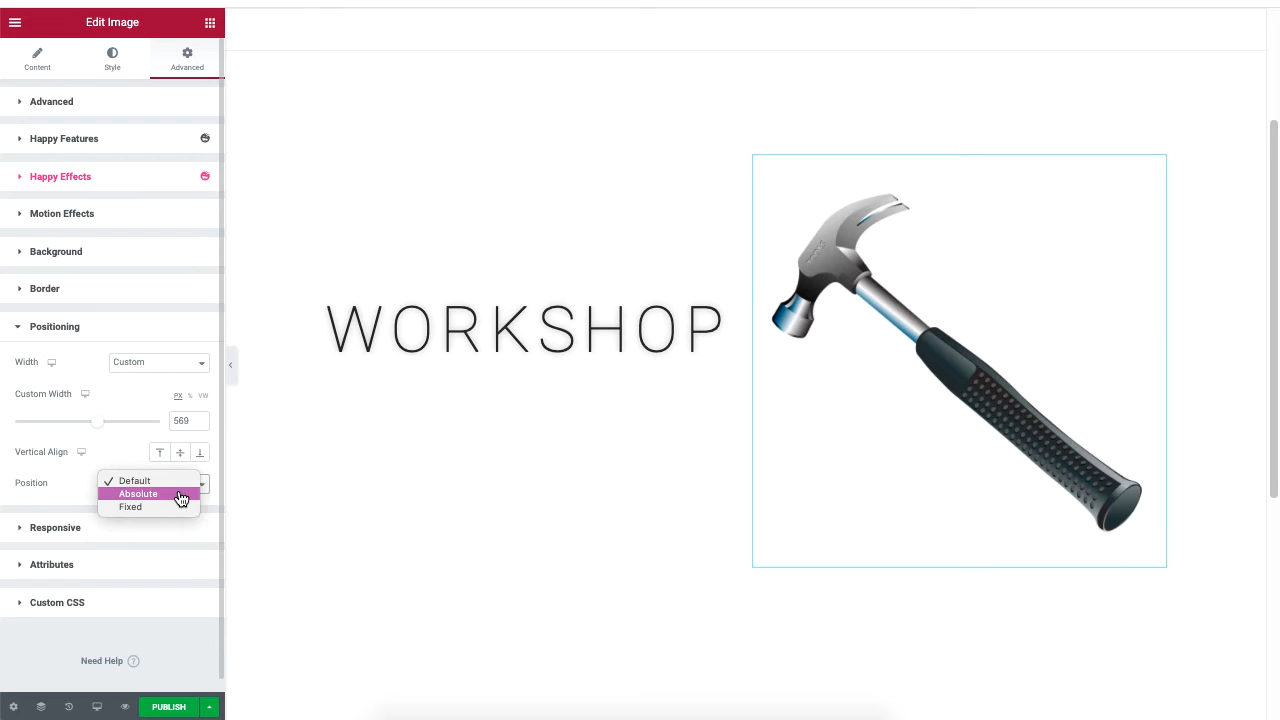 Edit Image
Content
Style
Advanced
Advanced
Happy Features
Happy Effects
Motion Effects
Background
Border
Positioning
Width
Custom
Custom Width
PX % VW
569
Vertical Align
Position
Default
Absolute
Fixed
Responsive
Attributes
Custom CSS
Need Help ?
PUBLISH
WORKSHOP